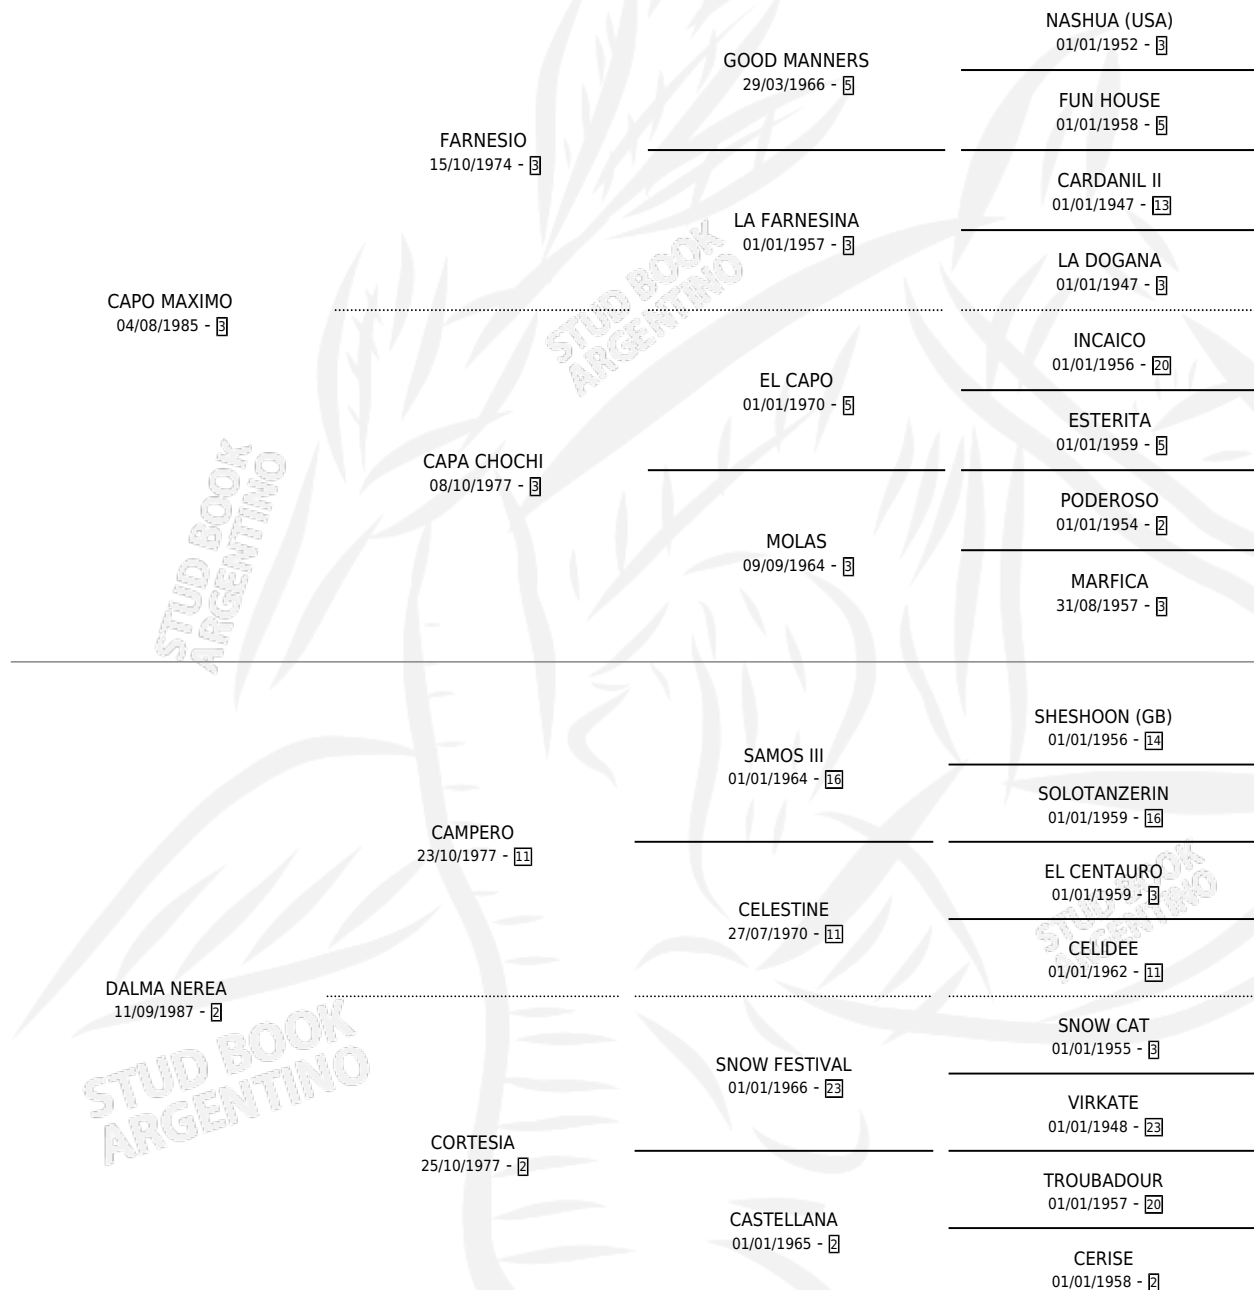 NASHUA (USA)
01/01/1952 - 3
GOOD MANNERS
29/03/1966 - 5
FUN HOUSE
01/01/1958 - 5
FARNESIO
15/10/1974 - 3
CARDANIL II
01/01/1947 - 13
LA FARNESINA
01/01/1957 - 3
LA DOGANA
01/01/1947 - 3
CAPO MAXIMO
04/08/1985 - 3
STUD BOOK
ARGENTINO
INCAICO
01/01/1956 - 20
EL CAPO
01/01/1970 - 5
ESTERITA
01/01/1959 - 5
CAPA CHOCHI
08/10/1977 - 3
PODEROSO
01/01/1954 - 2
MOLAS
09/09/1964 - 3
MARFICA
31/08/1957 - 3
STUD BOOK
ARGENTINO
SHESHOON (GB)
01/01/1956 - 14
SAMOS III
01/01/1964 - 16
SOLOTANZERIN
01/01/1959 - 16
CAMPERO
23/10/1977 - 11
EL CENTAURO
01/01/1959 - 3
CELESTINE
27/07/1970 - 11
CELIDEE
01/01/1962 - 11
STUD BOOK
ARGENTINO
DALMA NEREA
11/09/1987 - 2
SNOW CAT
01/01/1955 - 3
SNOW FESTIVAL
01/01/1966 - 23
VIRKATE
01/01/1948 - 23
STUD BOOK
ARGENTINO
CORTESIA
25/10/1977 - 2
TROUBADOUR
01/01/1957 - 20
CASTELLANA
01/01/1965 - 2
CERISE
01/01/1958 - 2